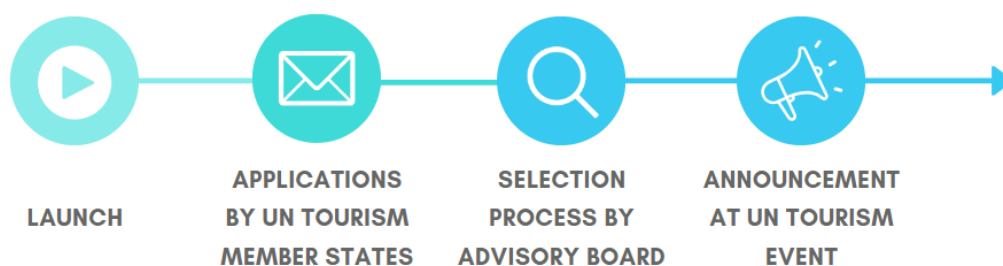 LAUNCH
APPLICATIONS
BY UN TOURISM
MEMBER STATES
SELECTION
PROCESS BY
ADVISORY BOARD
ANNOUNCEMENT
AT UN TOURISM
EVENT